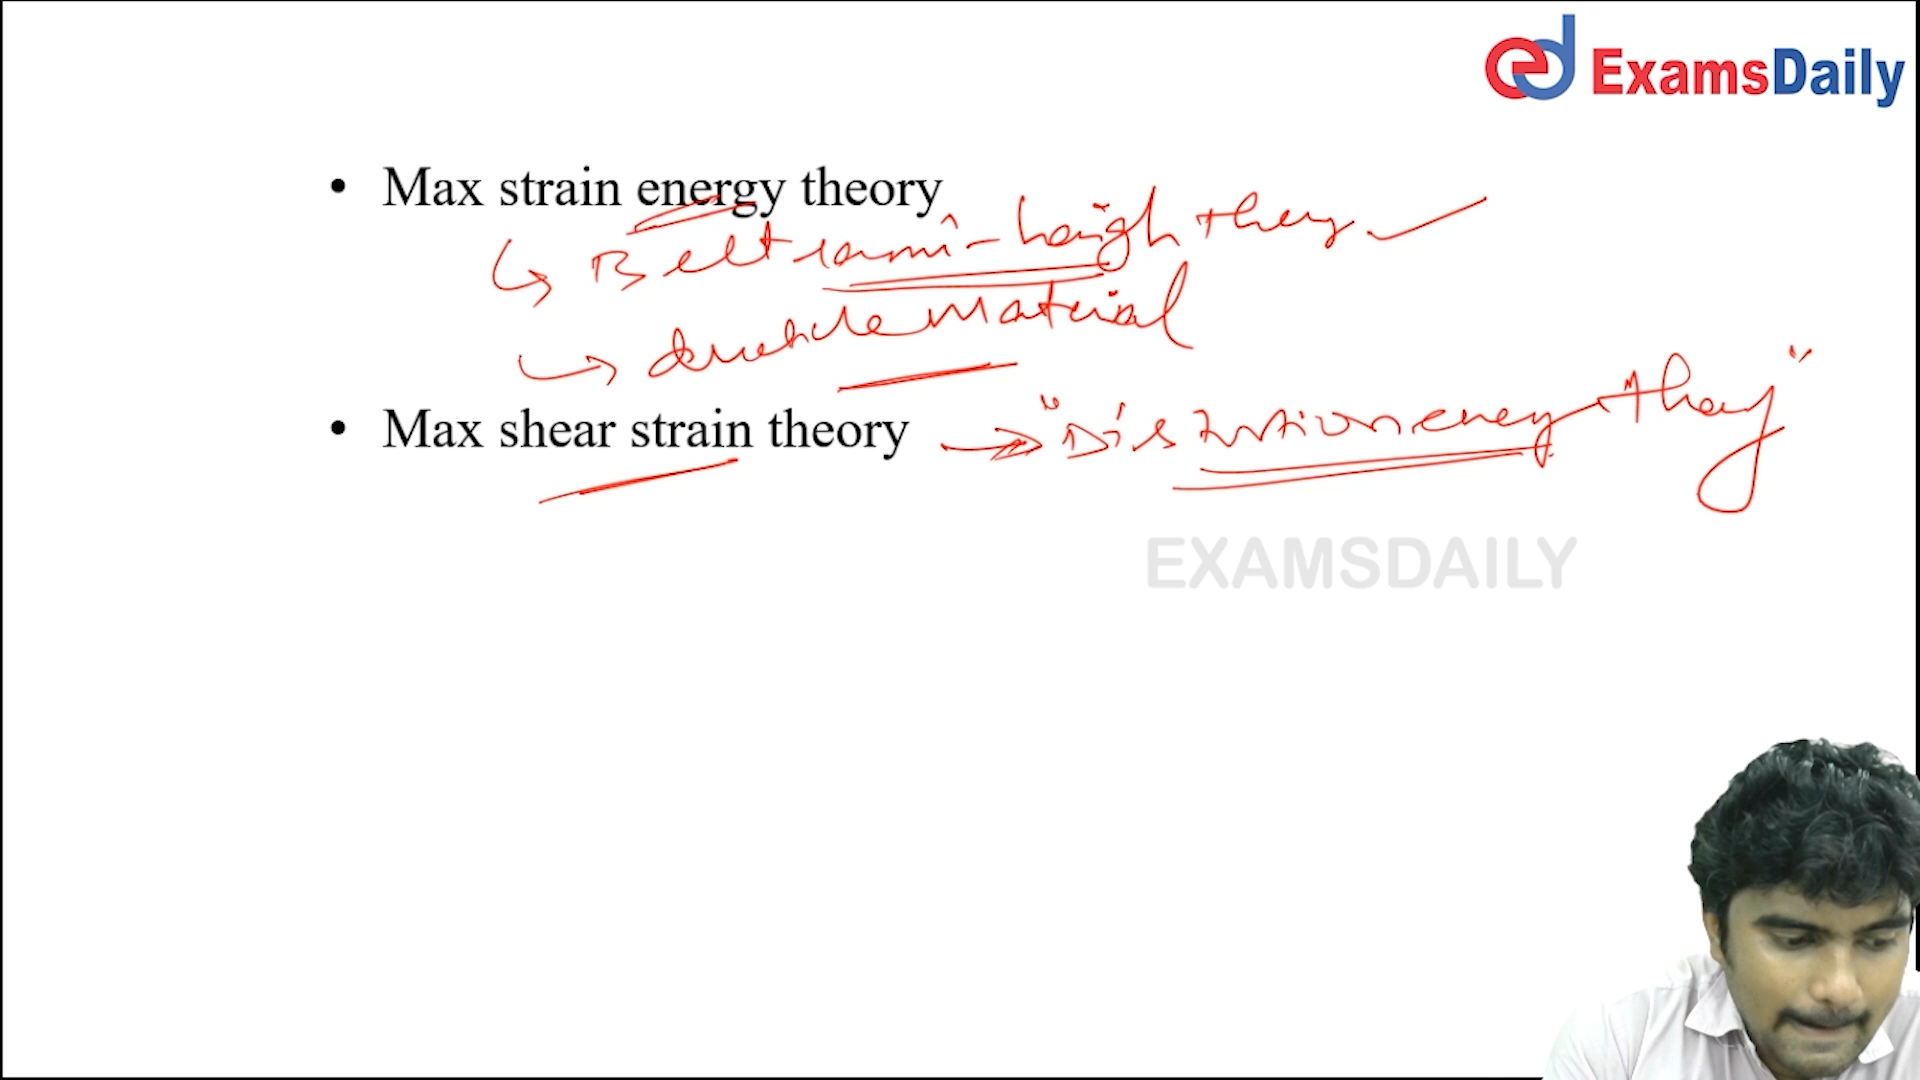 ExamsDaily
• Max strain energy theory
Beltrami - haigh theory
ductile material
• Max shear strain theory → "Distortion energy theory"
EXAMSDAILY